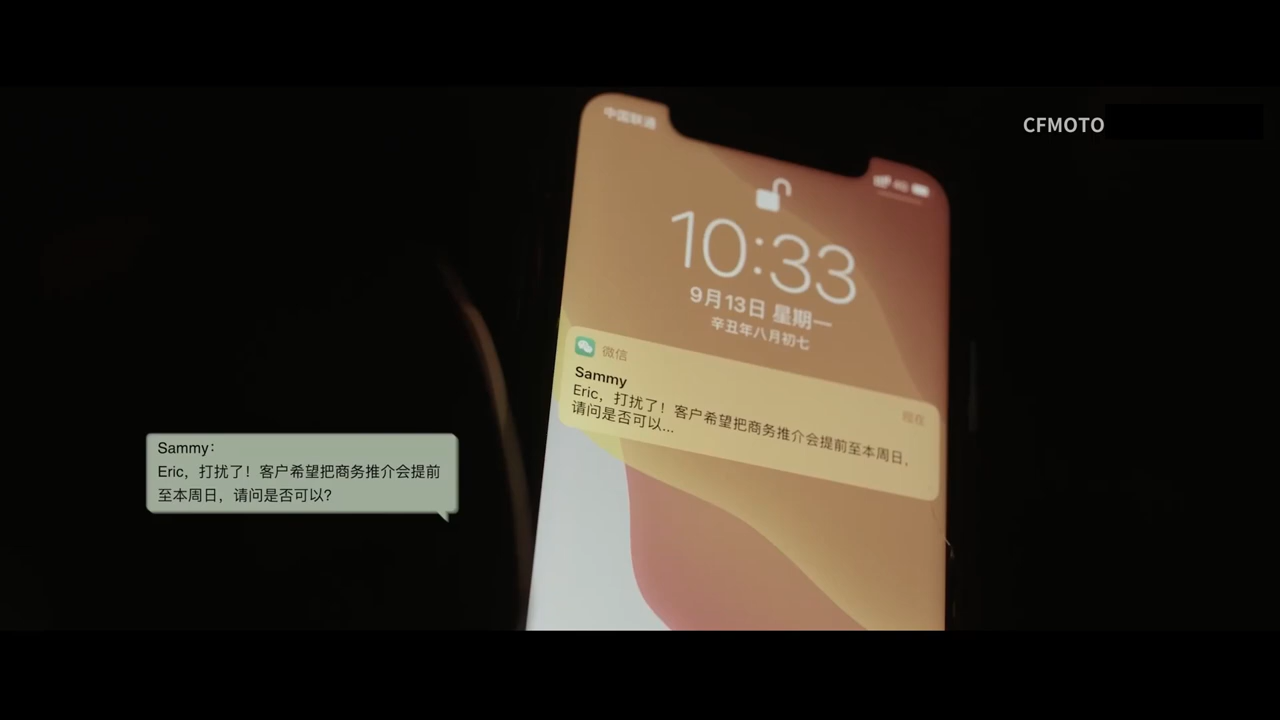 中国联通
CFMOTO
4G
10:33
9月13日 星期一
辛丑年八月初七
微信
现在
Sammy
Eric，打扰了！客户希望把商务推介会提前至本周日，
请问是否可以...
Sammy：
Eric，打扰了！客户希望把商务推介会提前
至本周日，请问是否可以?